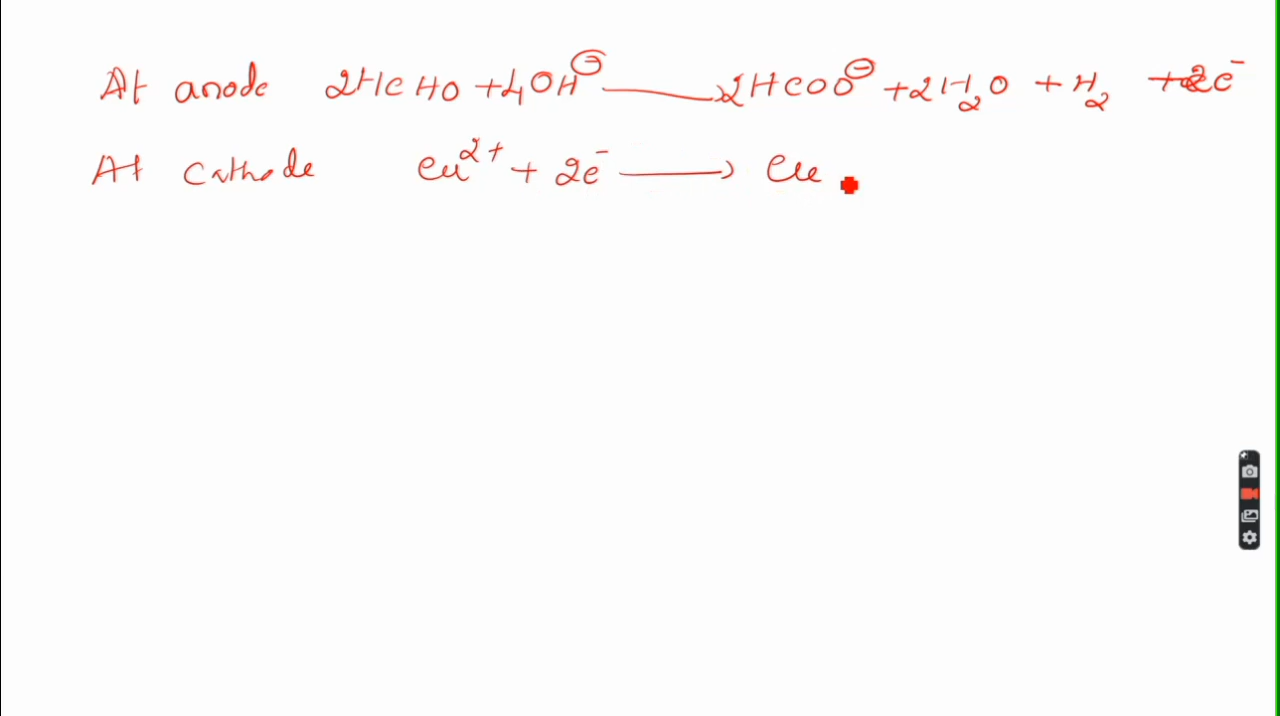 At anode 2HCHO + 4OH⊖ ⟶ 2HCOO⊖ + 2H₂O + H₂ + 2e⁻
At cathode Cu²⁺ + 2e⁻ ⟶ Cu